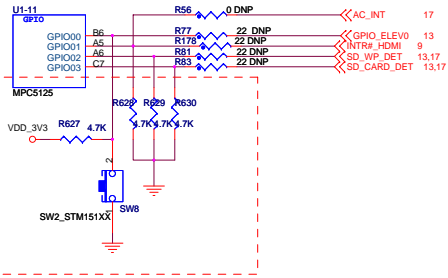 U1-11 R56 0 DNP AC_INT 17
GPIO
GPIO00 B6 R77 22 DNP GPIO_ELEV0 13
GPIO01 A5 R178 22 DNP INTR#_HDMI 9
GPIO02 A6 R81 22 DNP SD_WP_DET 13,17
GPIO03 C7 R83 22 DNP SD_CARD_DET 13,17
MPC5125
R628 R629 R630
VDD_3V3 R627 4.7K 4.7K 4.7K 4.7K
2
SW8
1
SW2_STM151XX